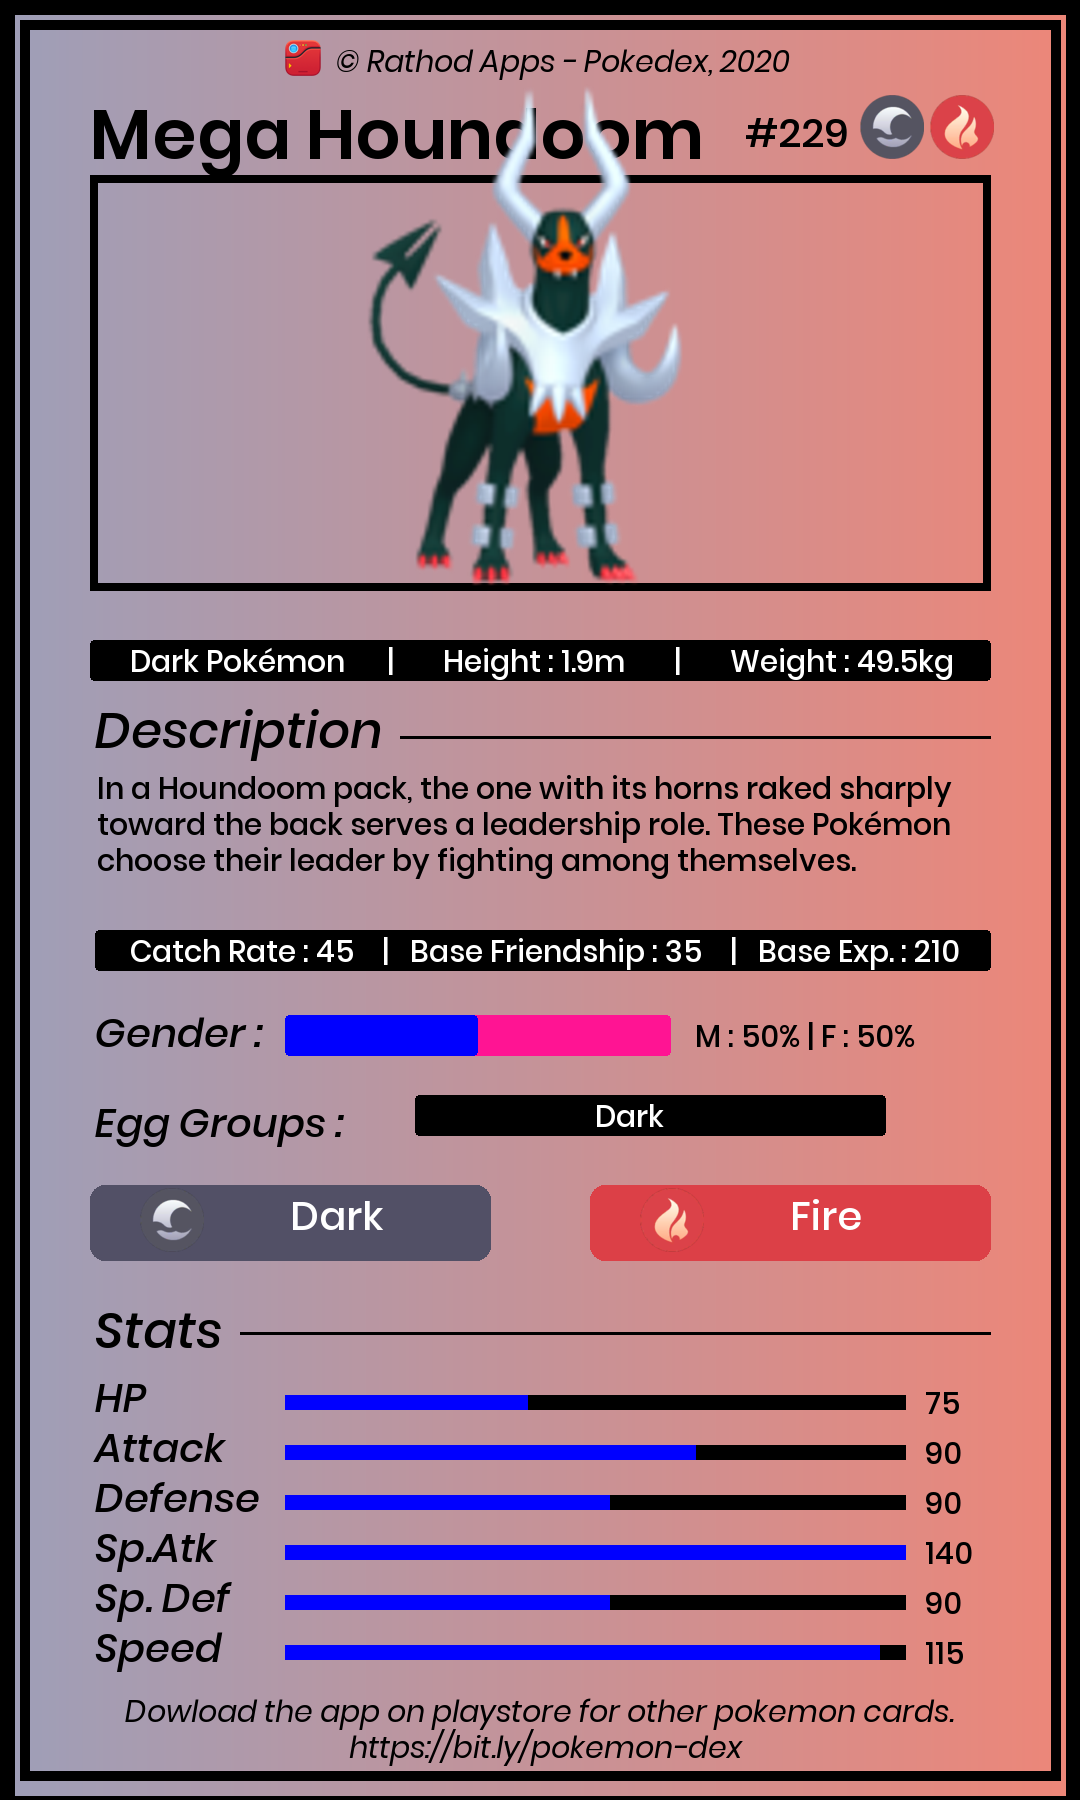 © Rathod Apps - Pokedex, 2020
Mega Houndoom #229
Dark Pokémon | Height : 1.9m | Weight : 49.5kg
Description
In a Houndoom pack, the one with its horns raked sharply
toward the back serves a leadership role. These Pokémon
choose their leader by fighting among themselves.
Catch Rate : 45 | Base Friendship : 35 | Base Exp. : 210
Gender : M : 50% | F : 50%
Egg Groups : Dark
Dark Fire
Stats
HP 75
Attack 90
Defense 90
Sp.Atk 140
Sp. Def 90
Speed 115
Dowload the app on playstore for other pokemon cards.
https://bit.ly/pokemon-dex